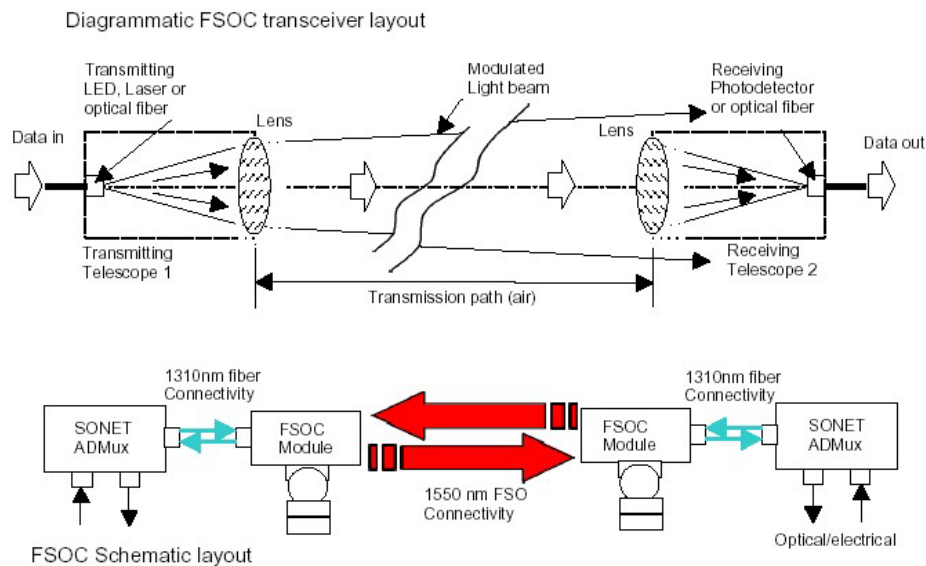 Diagrammatic FSOC transceiver layout
Transmitting
LED, Laser or
optical fiber
Modulated
Light beam
Receiving
Photodetector
or optical fiber
Data in
Lens
Lens
Data out
Transmitting
Telescope 1
Receiving
Telescope 2
Transmission path (air)
1310nm fiber
Connectivity
1310nm fiber
Connectivity
SONET
ADMux
FSOC
Module
FSOC
Module
SONET
ADMux
1550 nm FSO
Connectivity
Optical/electrical
FSOC Schematic layout